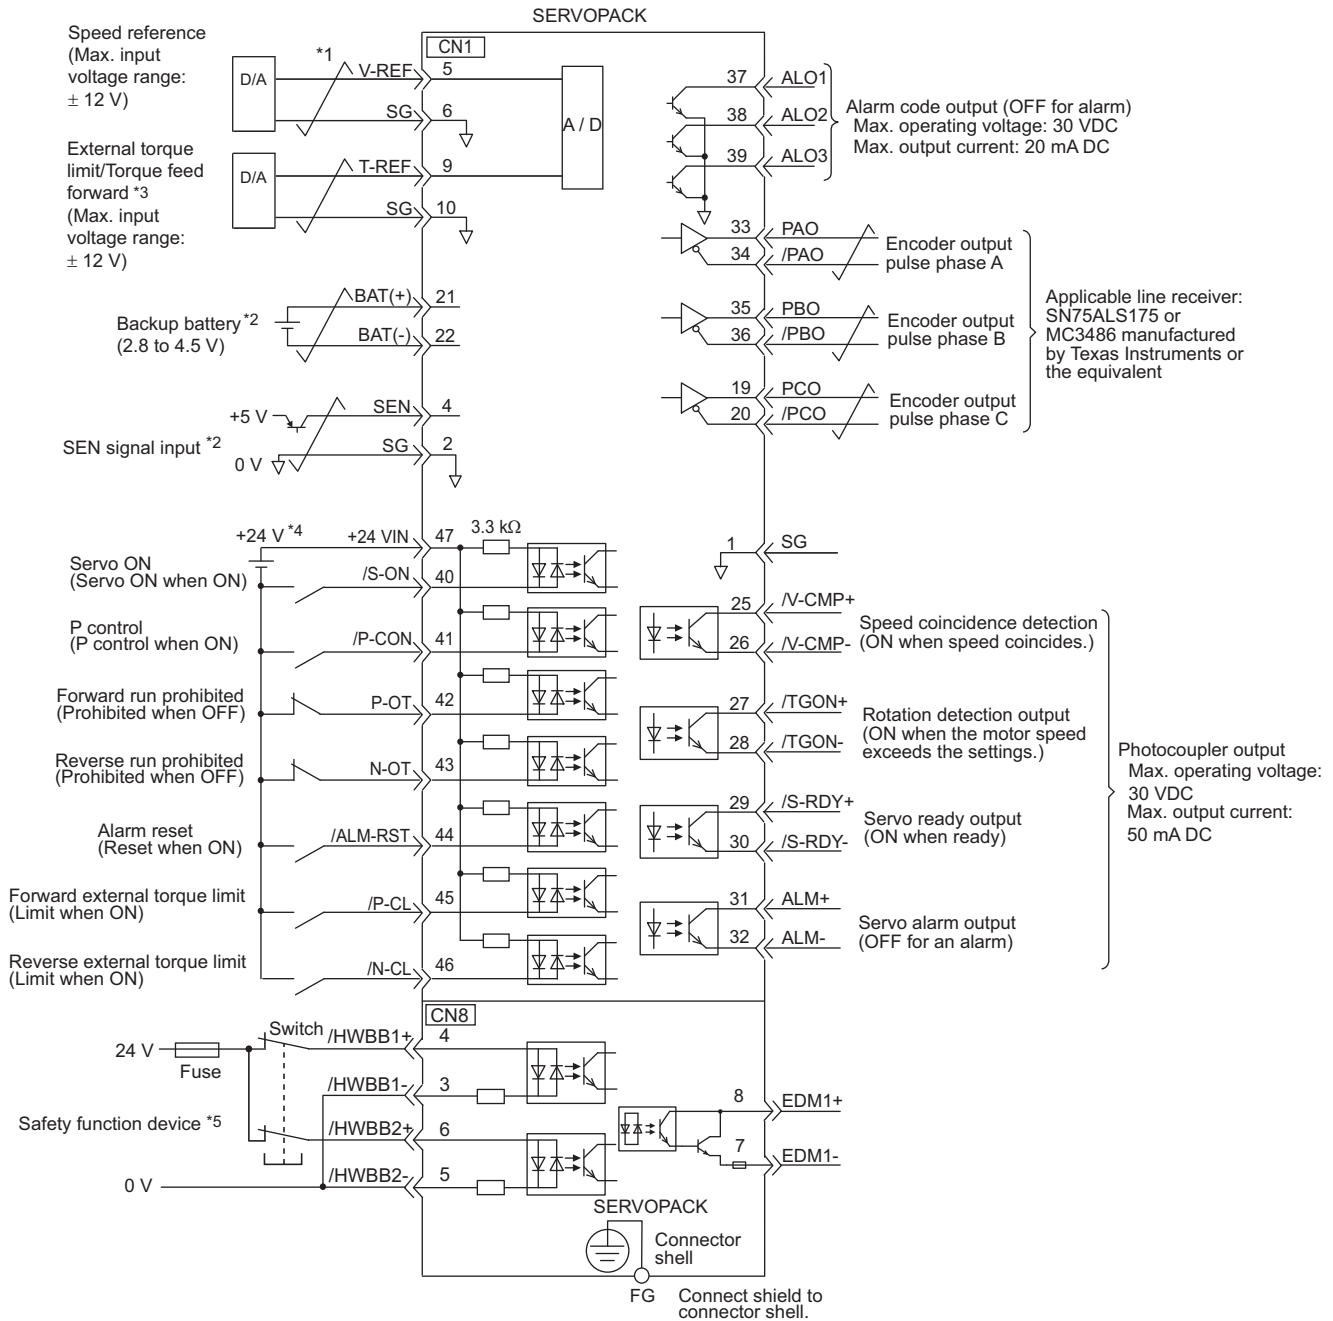 SERVOPACK
CN1
Speed reference
(Max. input
voltage range:
± 12 V)
*1
D/A
V-REF
5
SG
6
A / D
External torque
limit/Torque feed
forward *3
(Max. input
voltage range:
± 12 V)
D/A
T-REF
9
SG
10
Backup battery *2
(2.8 to 4.5 V)
BAT(+)
21
BAT(-)
22
+5 V
SEN
4
SEN signal input *2
0 V
SG
2
+24 V *4
+24 VIN
47
3.3 kΩ
Servo ON
(Servo ON when ON)
/S-ON
40
P control
(P control when ON)
/P-CON
41
Forward run prohibited
(Prohibited when OFF)
P-OT
42
Reverse run prohibited
(Prohibited when OFF)
N-OT
43
Alarm reset
(Reset when ON)
/ALM-RST
44
Forward external torque limit
(Limit when ON)
/P-CL
45
Reverse external torque limit
(Limit when ON)
/N-CL
46
37
ALO1
38
ALO2
39
ALO3
Alarm code output (OFF for alarm)
Max. operating voltage: 30 VDC
Max. output current: 20 mA DC
33
PAO
34
/PAO
Encoder output
pulse phase A
35
PBO
36
/PBO
Encoder output
pulse phase B
19
PCO
20
/PCO
Encoder output
pulse phase C
Applicable line receiver:
SN75ALS175 or
MC3486 manufactured
by Texas Instruments or
the equivalent
1
SG
25
/V-CMP+
26
/V-CMP-
Speed coincidence detection
(ON when speed coincides.)
27
/TGON+
28
/TGON-
Rotation detection output
(ON when the motor speed
exceeds the settings.)
29
/S-RDY+
30
/S-RDY-
Servo ready output
(ON when ready)
31
ALM+
32
ALM-
Servo alarm output
(OFF for an alarm)
Photocoupler output
Max. operating voltage:
30 VDC
Max. output current:
50 mA DC
CN8
24 V
Fuse
Switch
/HWBB1+
4
/HWBB1-
3
Safety function device *5
/HWBB2+
6
0 V
/HWBB2-
5
8
EDM1+
7
EDM1-
SERVOPACK
Connector
shell
FG
Connect shield to
connector shell.